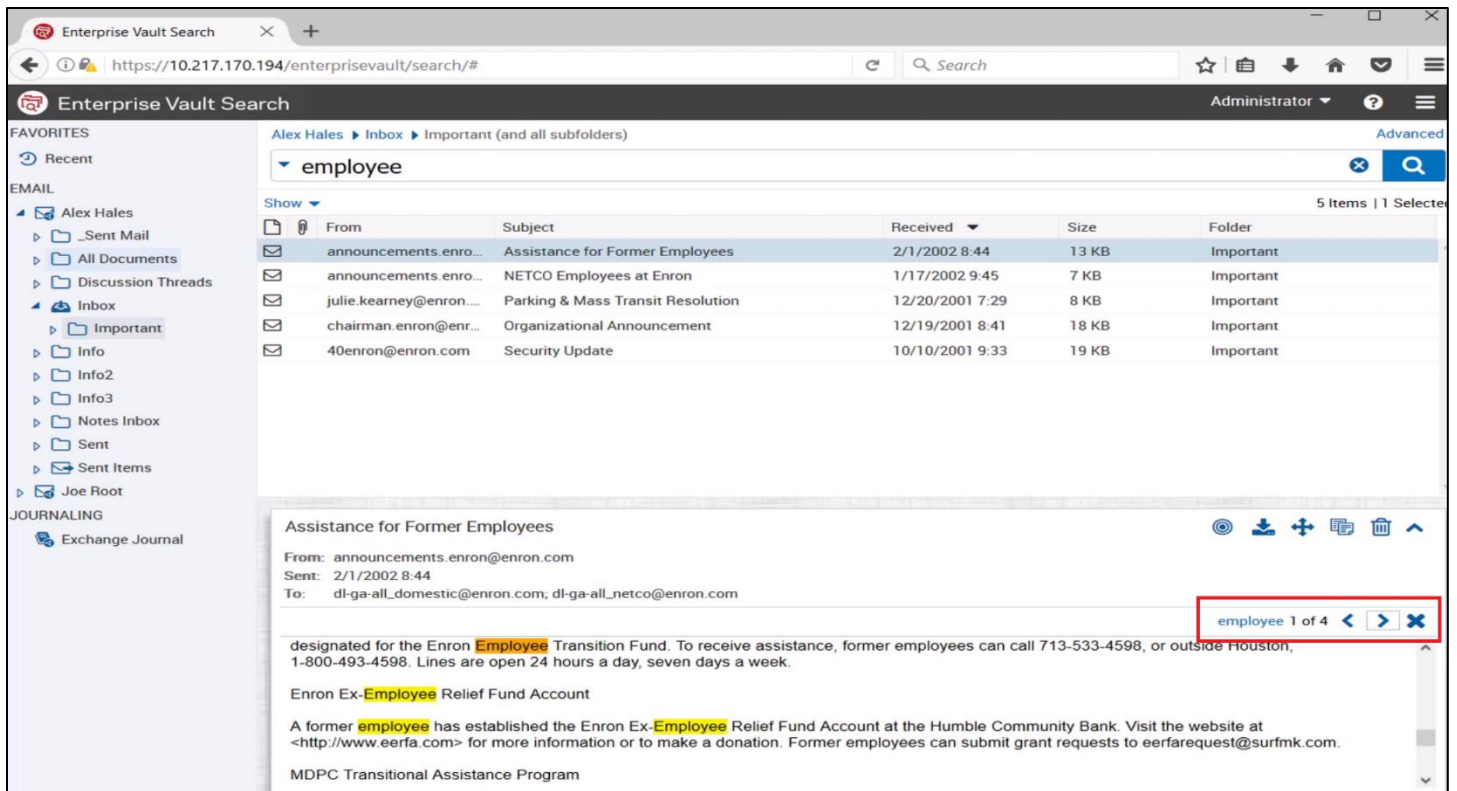 Enterprise Vault Search
https://10.217.170.194/enterprisevault/search/#
Search
Enterprise Vault Search
Administrator
FAVORITES
Recent
EMAIL
Alex Hales
_Sent Mail
All Documents
Discussion Threads
Inbox
Important
Info
Info2
Info3
Notes Inbox
Sent
Sent Items
Joe Root
JOURNALING
Exchange Journal
Alex Hales Inbox Important (and all subfolders)
Advanced
employee
Show
5 Items | 1 Selected
From Subject Received Size Folder
announcements.enro... Assistance for Former Employees 2/1/2002 8:44 13 KB Important
announcements.enro... NETCO Employees at Enron 1/17/2002 9:45 7 KB Important
julie.kearney@enron.... Parking & Mass Transit Resolution 12/20/2001 7:29 8 KB Important
chairman.enron@enr... Organizational Announcement 12/19/2001 8:41 18 KB Important
40enron@enron.com Security Update 10/10/2001 9:33 19 KB Important
Assistance for Former Employees
From: announcements.enron@enron.com
Sent: 2/1/2002 8:44
To: dl-ga-all_domestic@enron.com; dl-ga-all_netco@enron.com
employee 1 of 4
designated for the Enron Employee Transition Fund. To receive assistance, former employees can call 713-533-4598, or outside Houston,
1-800-493-4598. Lines are open 24 hours a day, seven days a week.
Enron Ex-Employee Relief Fund Account
A former employee has established the Enron Ex-Employee Relief Fund Account at the Humble Community Bank. Visit the website at
<http://www.eerfa.com> for more information or to make a donation. Former employees can submit grant requests to eerfarequest@surfmk.com.
MDPC Transitional Assistance Program